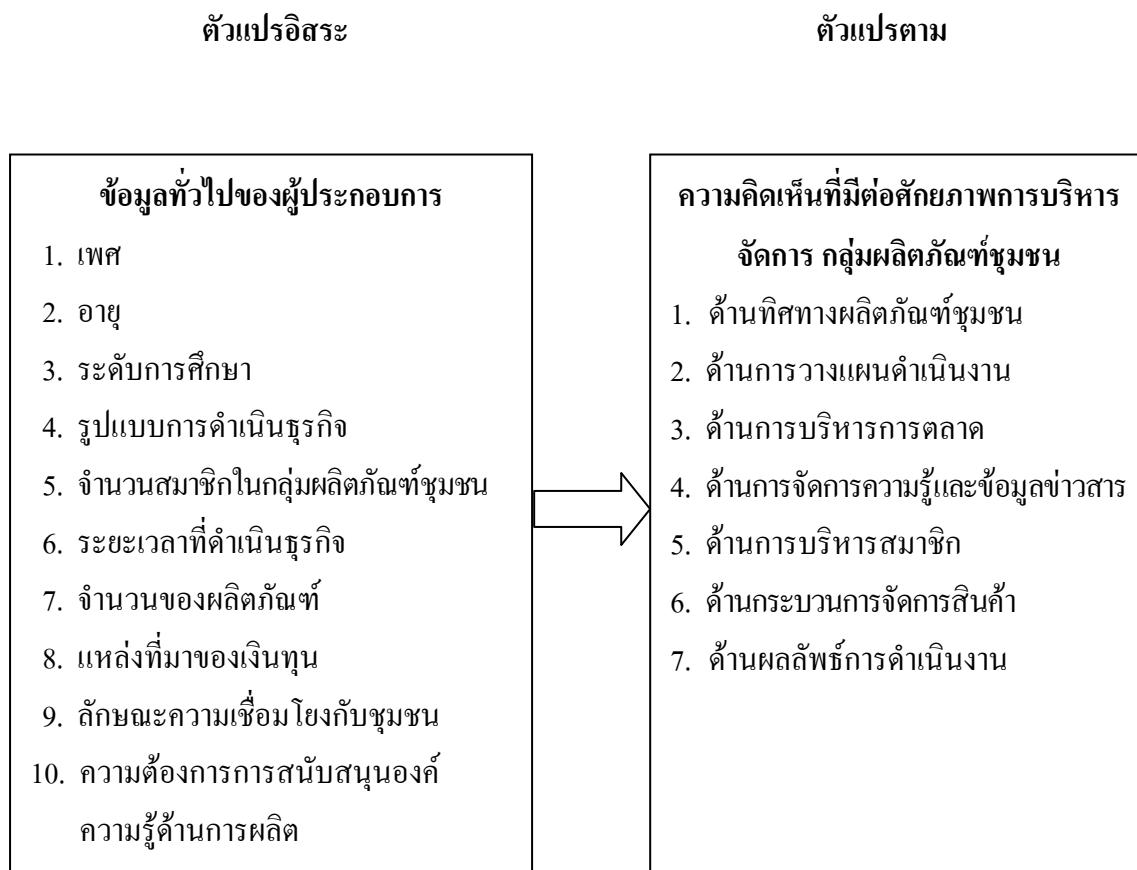 ตัวแปรอิสระ
ตัวแปรตาม
ข้อมูลทั่วไปของผู้ประกอบการ
1. เพศ
2. อายุ
3. ระดับการศึกษา
4. รูปแบบการดำเนินธุรกิจ
5. จำนวนสมาชิกในกลุ่มผลิตภัณฑ์ชุมชน
6. ระยะเวลาที่ดำเนินธุรกิจ
7. จำนวนของผลิตภัณฑ์
8. แหล่งที่มาของเงินทุน
9. ลักษณะความเชื่อมโยงกับชุมชน
10. ความต้องการการสนับสนุนองค์
ความรู้ด้านการผลิต
ความคิดเห็นที่มีต่อศักยภาพการบริหาร
จัดการ กลุ่มผลิตภัณฑ์ชุมชน
1. ด้านทิศทางผลิตภัณฑ์ชุมชน
2. ด้านการวางแผนดำเนินงาน
3. ด้านการบริหารการตลาด
4. ด้านการจัดการความรู้และข้อมูลข่าวสาร
5. ด้านการบริหารสมาชิก
6. ด้านกระบวนการจัดการสินค้า
7. ด้านผลลัพธ์การดำเนินงาน